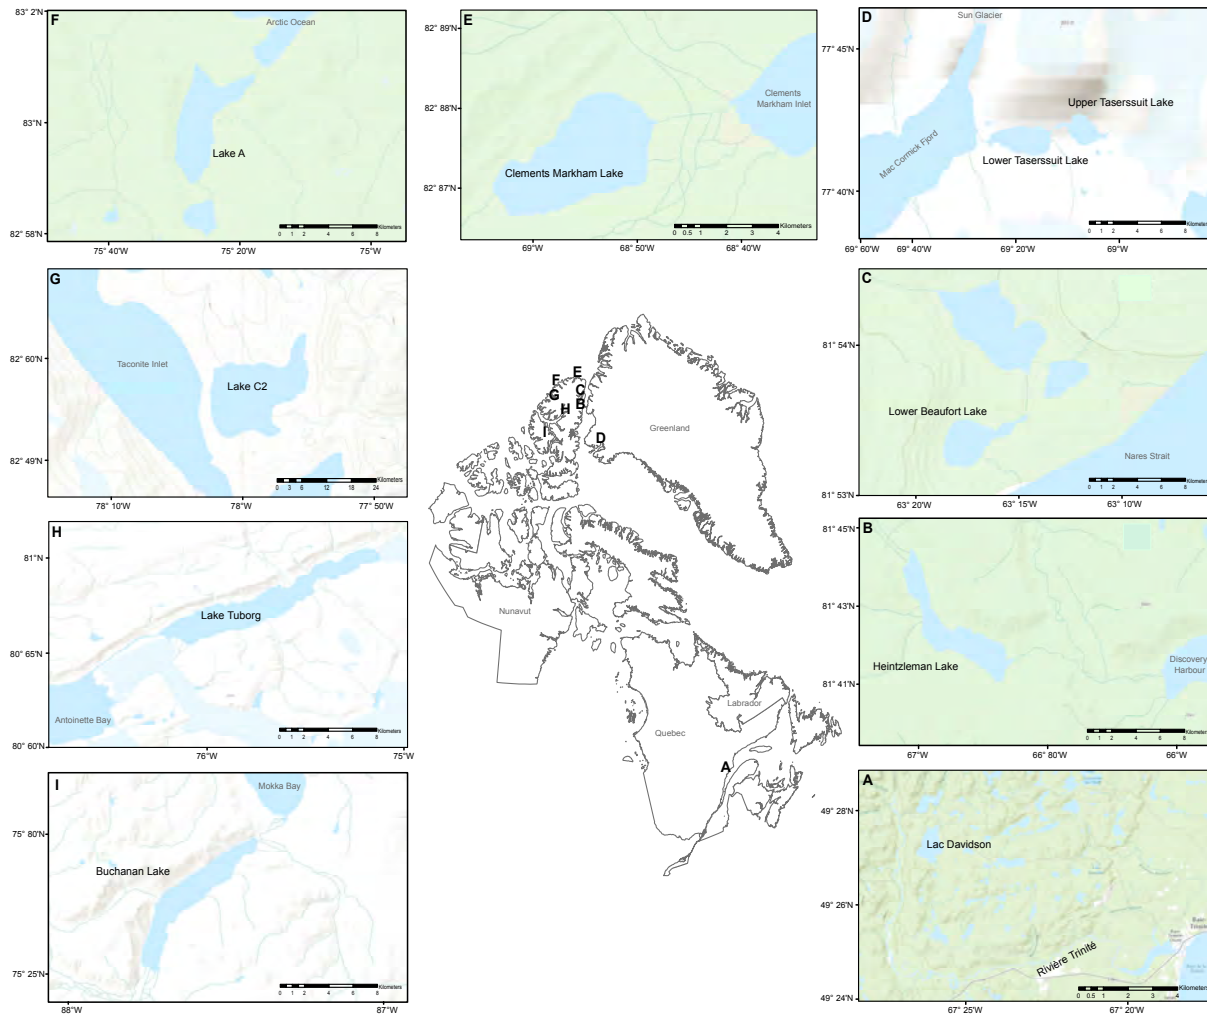 F
83° 2'N
Arctic Ocean
83°N
Lake A
82° 58'N
0 1 2 4 6 8
Kilometers
75° 40'W
75° 20'W
75°W
E
82° 89'N
82° 88'N
82° 87'N
Clements
Markham Inlet
Clements Markham Lake
0 0.5 1 2 3 4
Kilometers
69°W
68° 50'W
68° 40'W
D
Sun Glacier
77° 45'N
Upper Taserssuit Lake
Mac Cormick Fjord
Lower Taserssuit Lake
77° 40'N
0 1 2 4 6 8
Kilometers
69° 60'W
69° 40'W
69° 20'W
69°W
G
82° 60'N
Taconite Inlet
Lake C2
82° 49'N
0 3 6 12 18 24
Kilometers
78° 10'W
78°W
77° 50'W
C
81° 54'N
Lower Beaufort Lake
Nares Strait
81° 53'N
0 1 2 4 6 8
Kilometers
63° 20'W
63° 15'W
63° 10'W
E
F
C
G
B
H
I
D
Greenland
Nunavut
Labrador
Quebec
A
H
81°N
Lake Tuborg
80° 65'N
Antoinette Bay
80° 60'N
0 1 2 4 6 8
Kilometers
76°W
75°W
B
81° 45'N
81° 43'N
Heintzleman Lake
Discovery
Harbour
81° 41'N
0 1 2 4 6 8
Kilometers
67°W
66° 80'W
66°W
I
Mokka Bay
75° 80'N
Buchanan Lake
75° 25'N
0 1 2 4 6 8
Kilometers
88°W
87°W
A
49° 28'N
Lac Davidson
49° 26'N
Rivière Trinité
49° 24'N
0 0.5 1 2 3 4
Kilometers
67° 25'W
67° 20'W